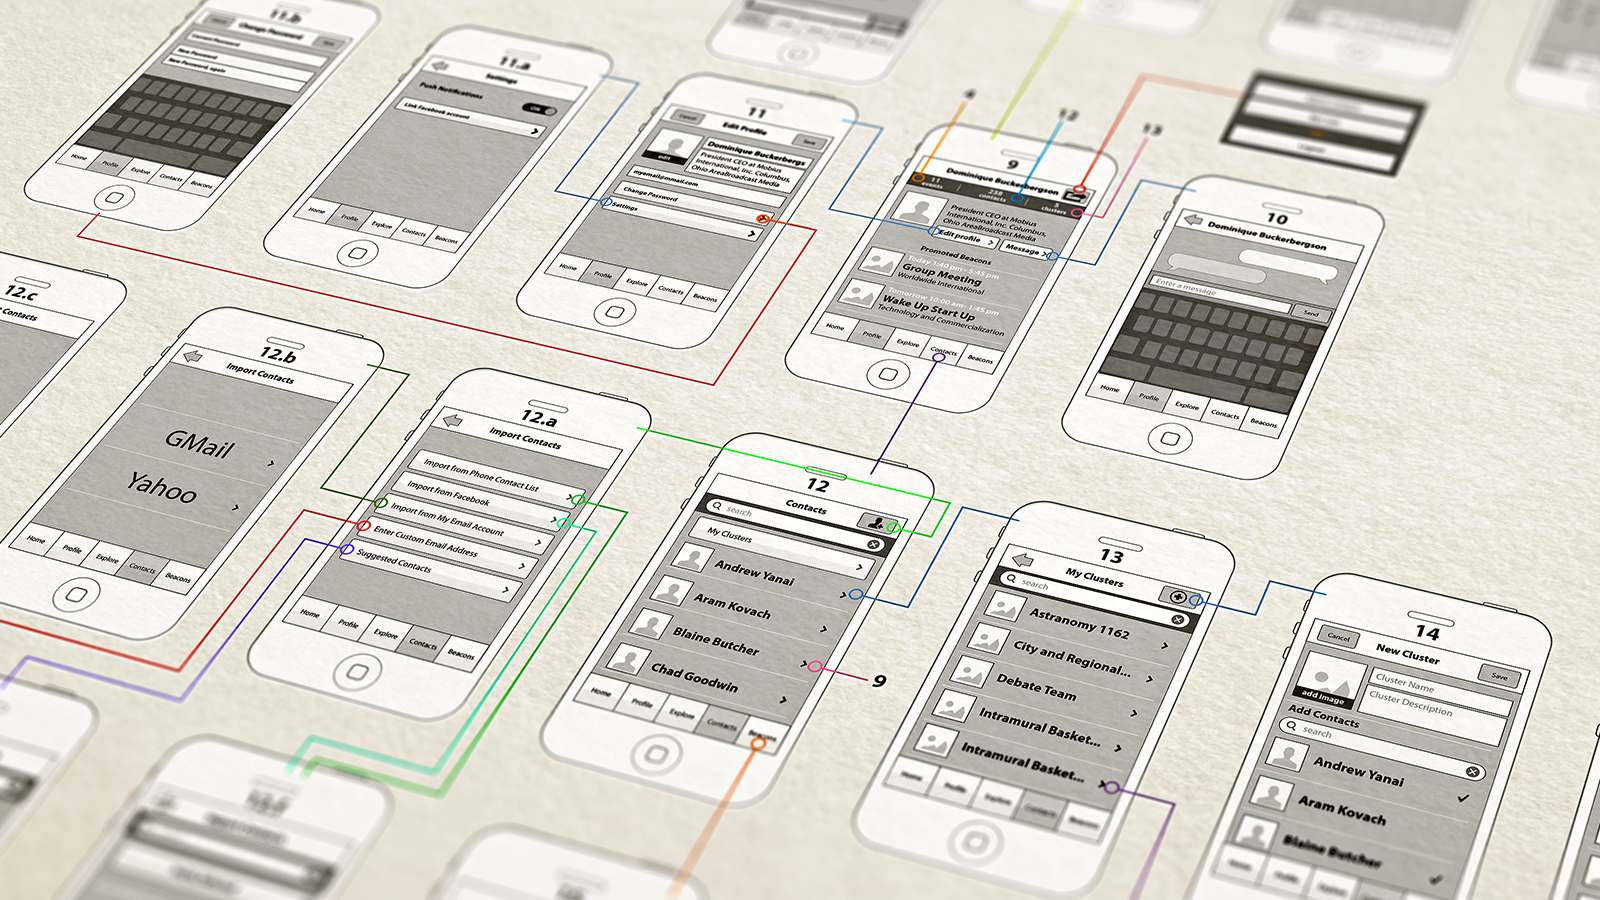 11.b
Change Password
Current Password
New Password
New Password, again
Home
Profile
Explore
Contacts
Beacons
11.a
Settings
Push Notifications
ON
Link Facebook account
Home
Profile
Explore
Contacts
Beacons
11
Cancel
Edit Profile
Save
edit
Dominique Buckerbergs
President CEO at Mobius
International, Inc. Columbus,
Ohio AreaBroadcast Media
myemail@mmail.com
Change Password
Settings
Home
Profile
Explore
Contacts
Beacons
4
12
13
9
Dominique Buckerbergson
11
events
238
contacts
5
clusters
President CEO at Mobius
International, Inc. Columbus,
Ohio AreaBroadcast Media
Edit profile
Message
Promoted Beacons
Today 1:40 pm - 5:45 pm
Group Meeting
Worldwide International
Tomorrow 10:00 am- 1:45 pm
Wake Up Start Up
Technology and Commercialization
Home
Profile
Explore
Contacts
Beacons
10
Dominique Buckerbergson
Enter a message
Send
Home
Profile
Explore
Contacts
Beacons
12.c
Contacts
12.b
Import Contacts
GMail
Yahoo
Home
Profile
Explore
Contacts
Beacons
12.a
Import Contacts
Import from Phone Contact List
Import from Facebook
Import from My Email Account
Enter Custom Email Address
Suggested Contacts
Home
Profile
Explore
Contacts
Beacons
12
Contacts
search
My Clusters
Andrew Yanai
Aram Kovach
Blaine Butcher
Chad Goodwin
Home
Profile
Explore
Contacts
Beacons
9
13
My Clusters
search
Astranomy 1162
City and Regional...
Debate Team
Intramural Basket...
Intramural Basket...
Home
Profile
Explore
Contacts
Beacons
14
Cancel
New Cluster
Save
add image
Cluster Name
Cluster Description
Add Contacts
search
Andrew Yanai
Aram Kovach
Blaine Butcher
Home
Profile